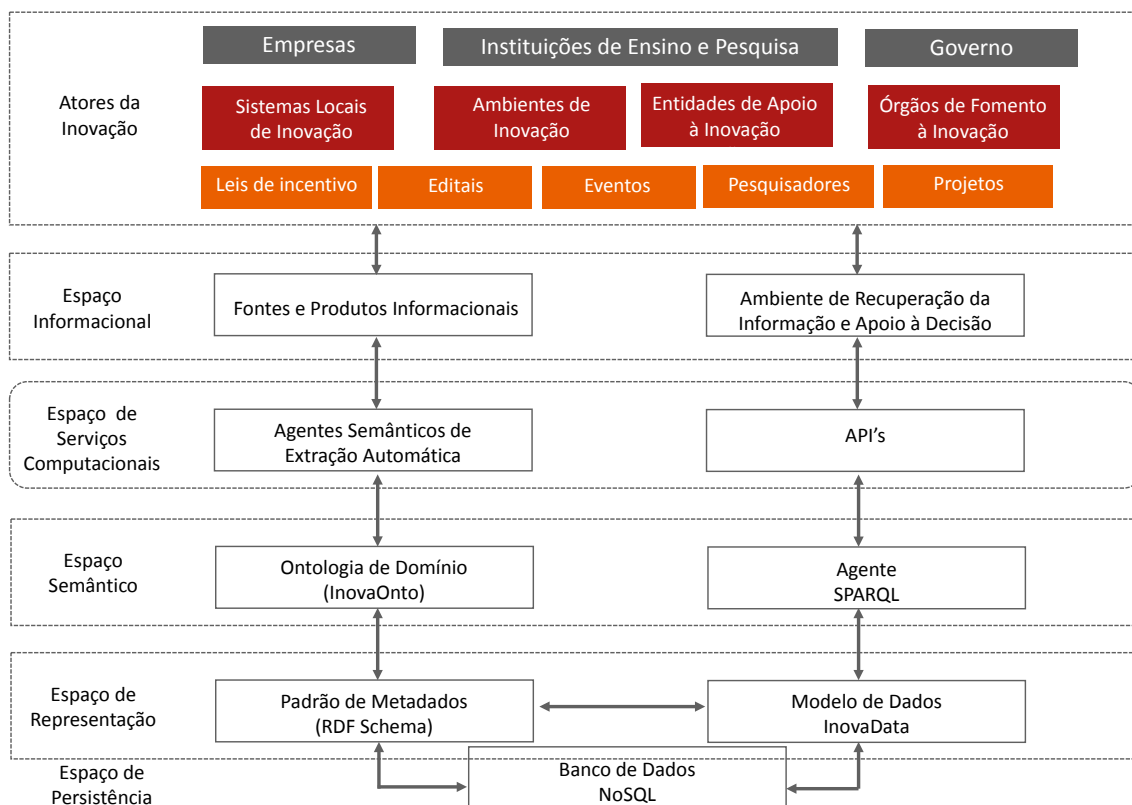 Empresas
Instituições de Ensino e Pesquisa
Governo
Atores da
Inovação
Sistemas Locais
de Inovação
Ambientes de
Inovação
Entidades de Apoio
à Inovação
Órgãos de Fomento
à Inovação
Leis de incentivo
Editais
Eventos
Pesquisadores
Projetos
Espaço
Informacional
Fontes e Produtos Informacionais
Ambiente de Recuperação da
Informação e Apoio à Decisão
Espaço de
Serviços
Computacionais
Agentes Semânticos de
Extração Automática
API's
Espaço
Semântico
Ontologia de Domínio
(InovaOnto)
Agente
SPARQL
Espaço de
Representação
Padrão de Metadados
(RDF Schema)
Modelo de Dados
InovaData
Espaço de
Persistência
Banco de Dados
NoSQL